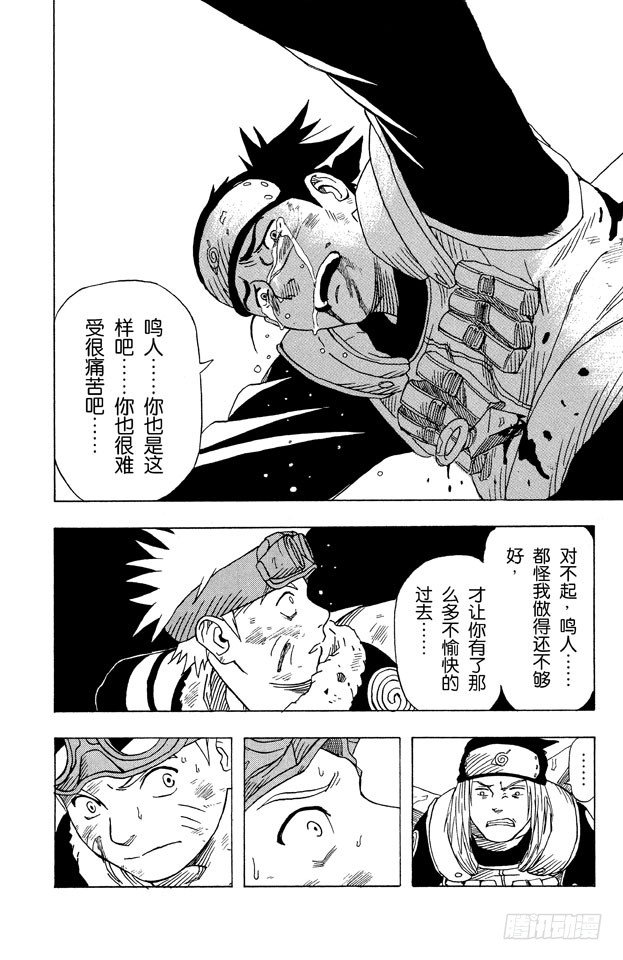 鸣人……你也是这
样吧……你也很难
受很痛苦吧……
对不起，鸣人……
都怪我做得还不够
好，
才让你有了那
么多不愉快的
过去……
……
腾讯动漫